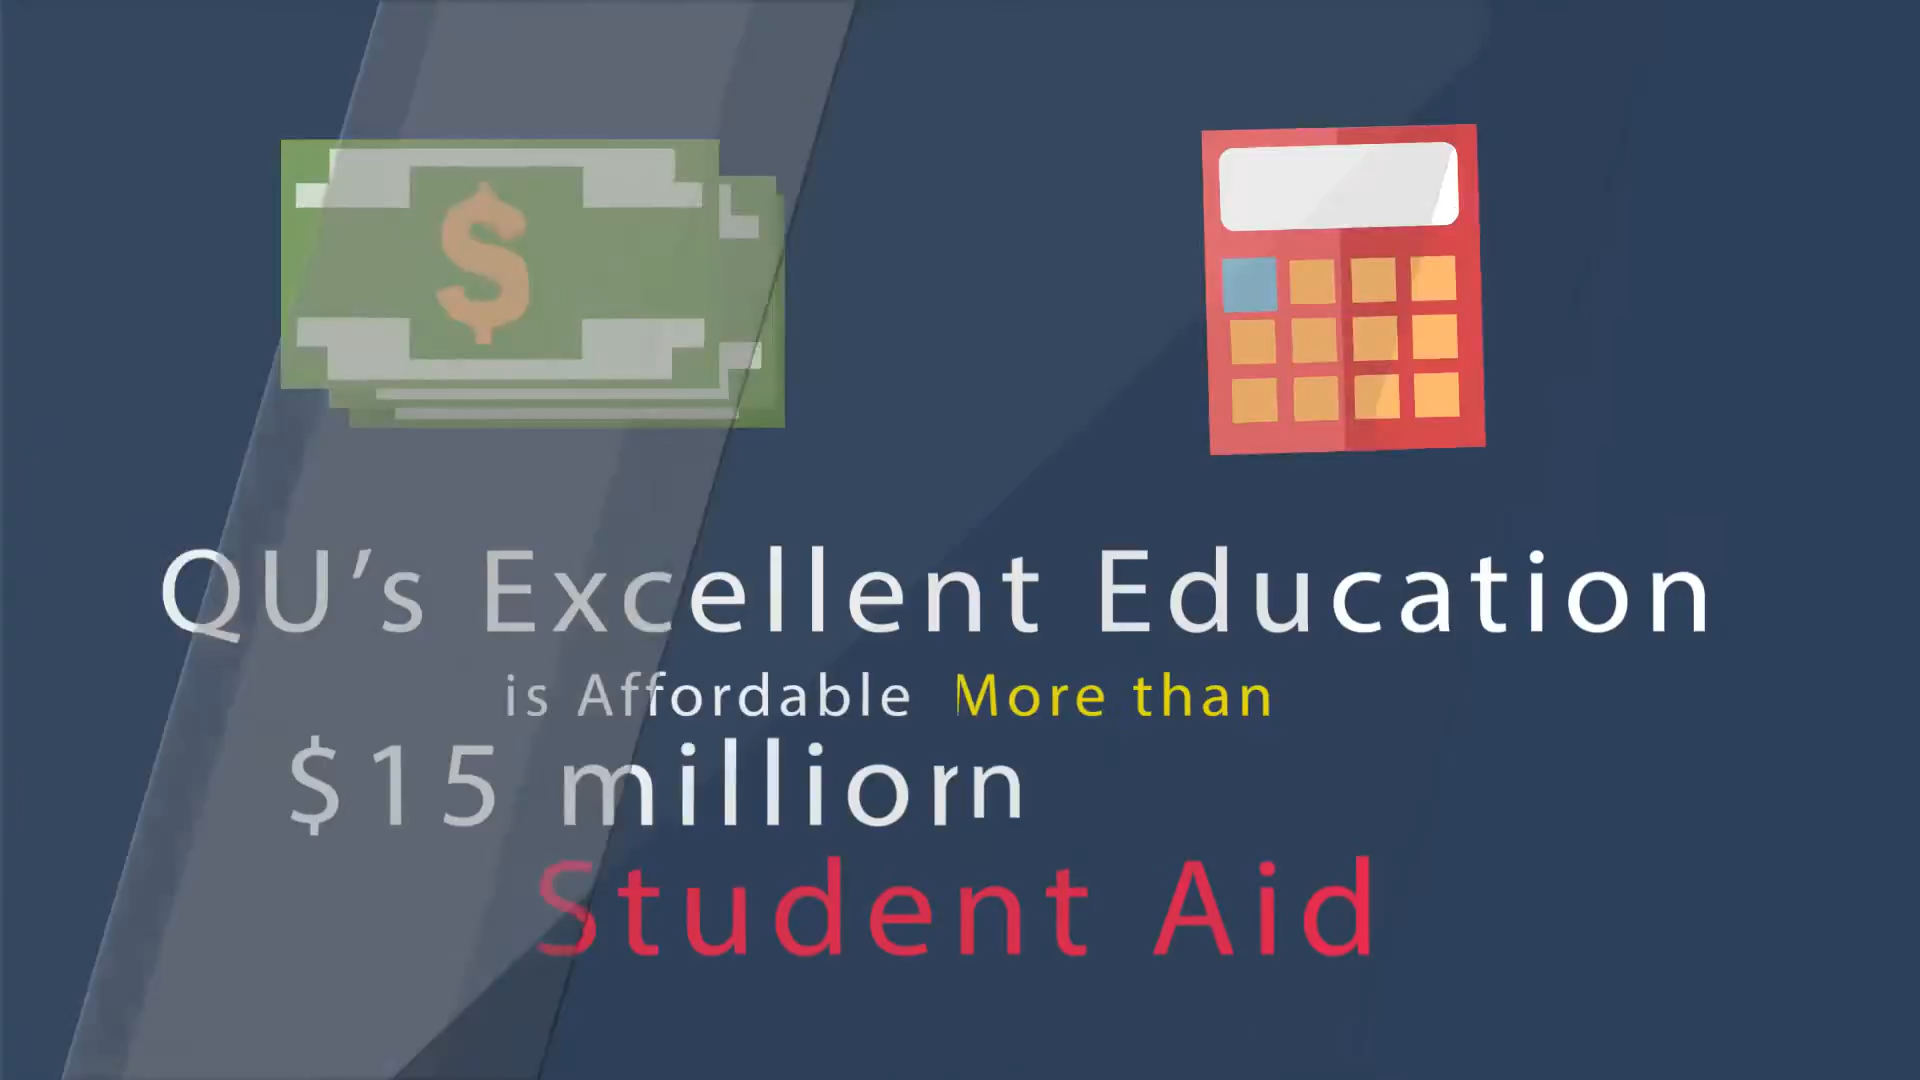 QU’s Excellent Education
is Affordable More than
$15 milliorn
Student Aid